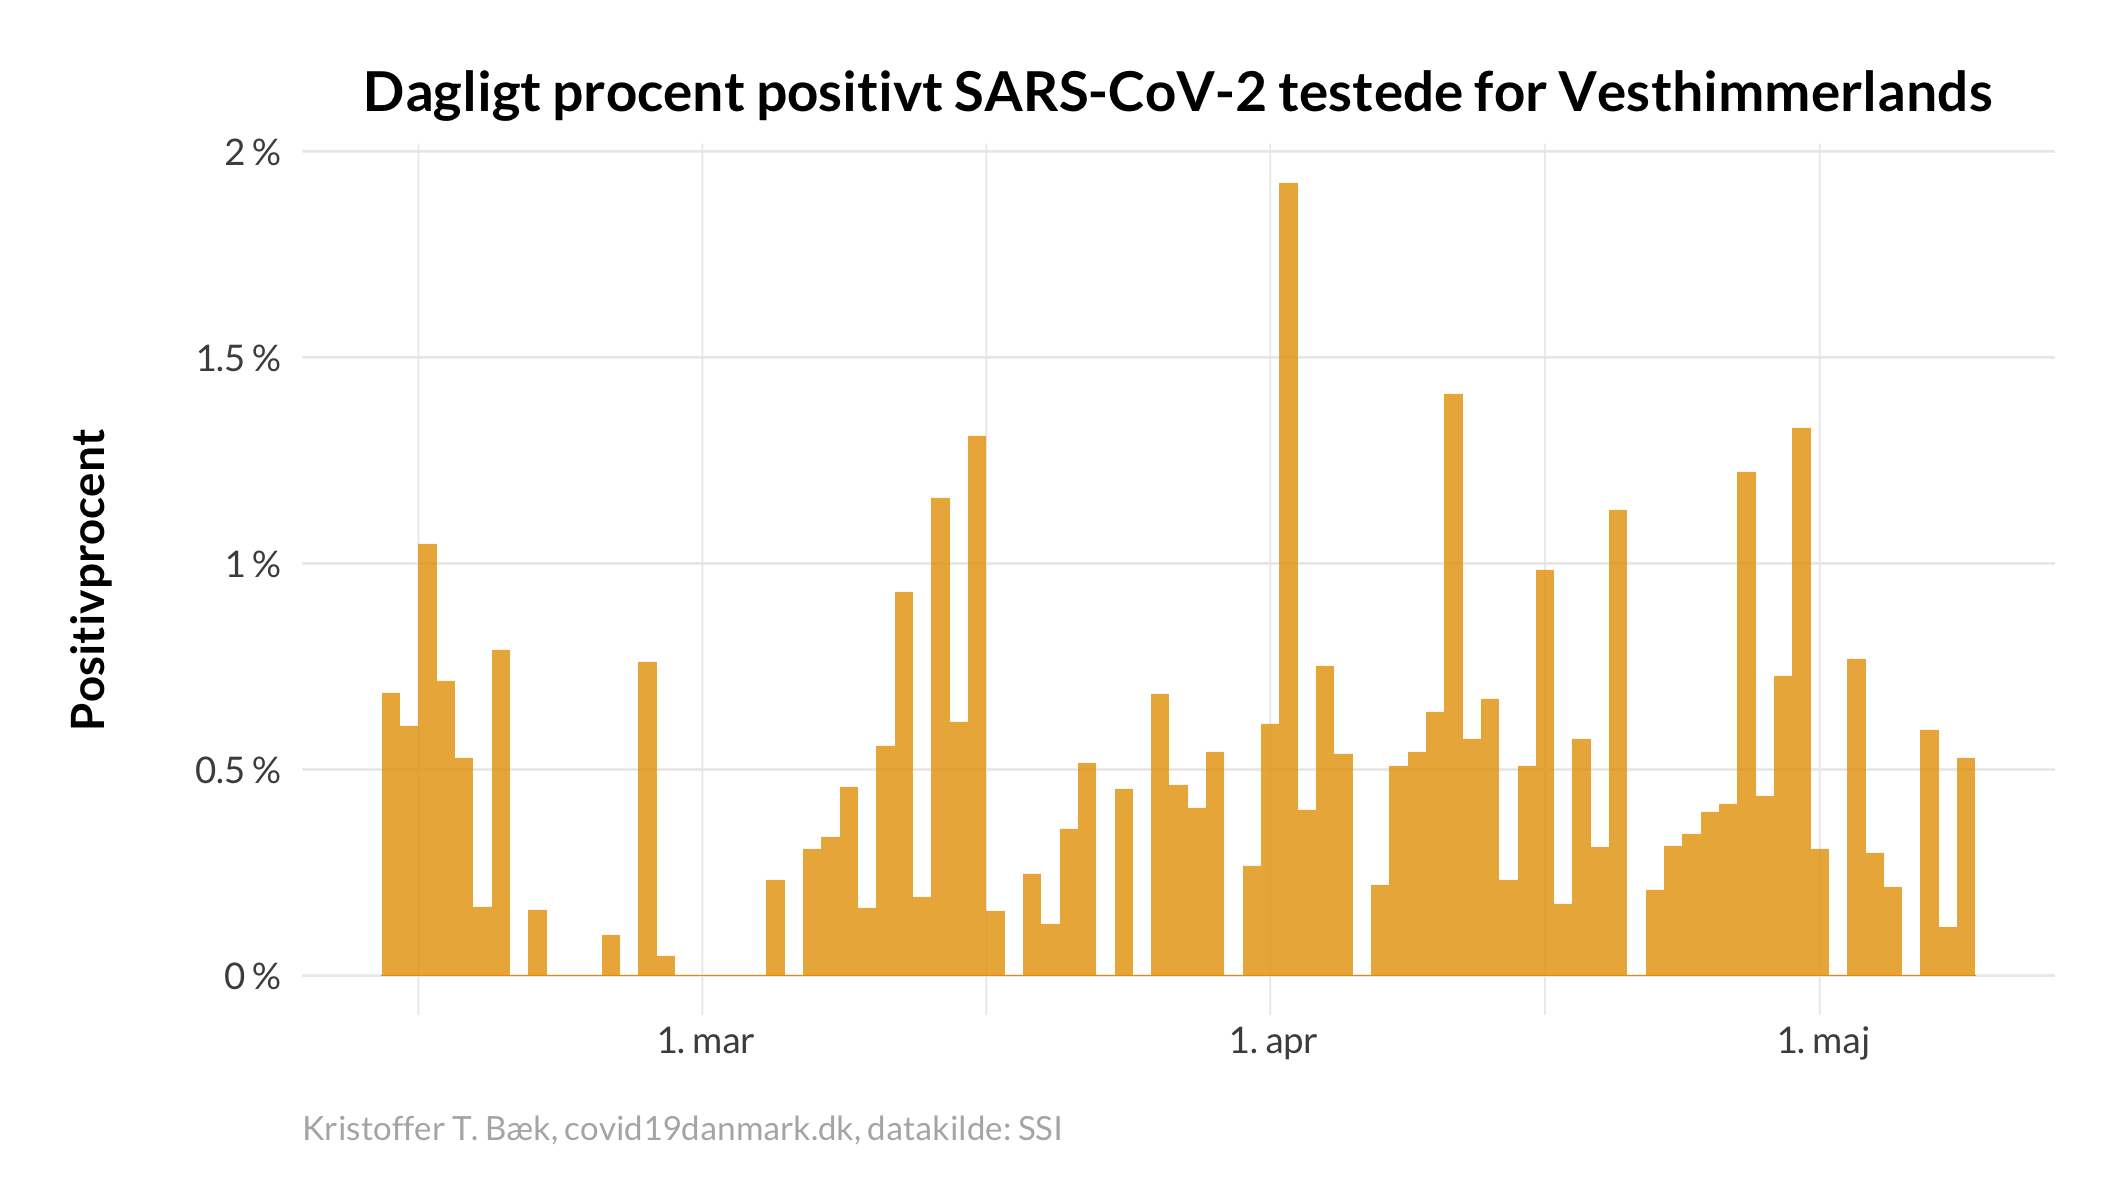 Dagligt procent positivt SARS-CoV-2 testede for Vesthimmerlands
2 %
1.5 %
1 %
0.5 %
0 %
Positivprocent
1. mar
1. apr
1. maj
Kristoffer T. Bæk, covid19danmark.dk, datakilde: SSI